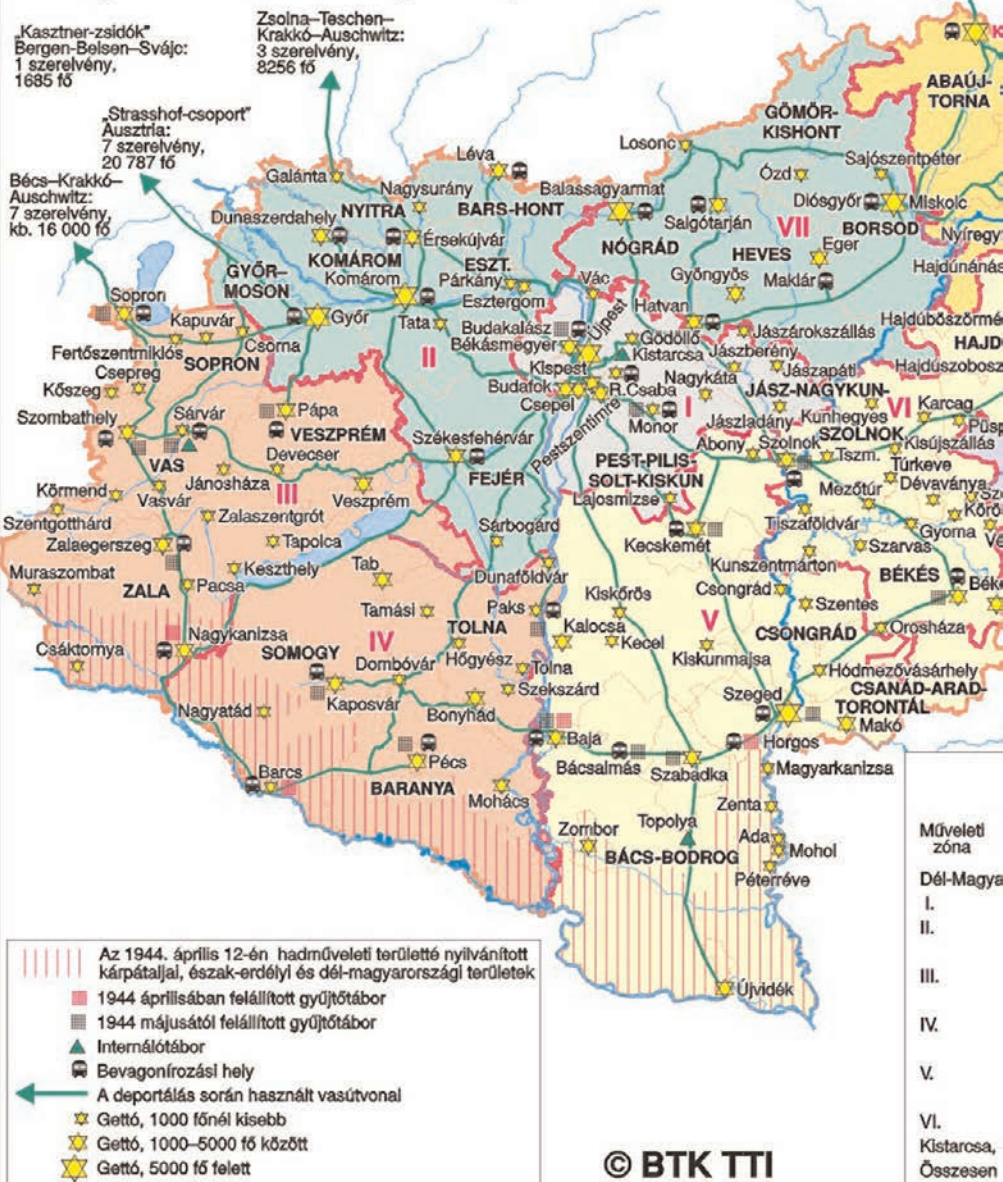 „Kasztner-zsidók”
Bergen-Belsen–Svájc:
1 szerelvény,
1685 fő
Zsolna–Teschen–
Krakkó–Auschwitz:
3 szerelvény,
8256 fő
„Strasshof-csoport”
Ausztria:
7 szerelvény,
20 787 fő
Bécs–Krakkó–
Auschwitz:
7 szerelvény,
kb. 16 000 fő
K
ABAÚJ-
TORNA
GÖMÖR-
KISHONT
Losonc
Ózd
Sajószentpéter
Léva
Balassagyarmat
Galánta
Nagysurány
NYITRA
BARS-HONT
Salgótarján
Diósgyőr
Miskolc
VII
BORSOD
Dunaszerdahely
Érsekújvár
NÓGRÁD
HEVES
Eger
Nyíregy
KOMÁROM
Komárom
ESZT.
Párkány
Esztergom
Vác
Gyöngyös
Maklár
Hajdúnánás
GYŐR–
MOSON
Sopron
Győr
Tata
Hatvan
Kapuvár
Budakalász
Békásmegyer
Újpest
Gödöllő
Jászárokszállás
Hajdúböszörmé
Fertőszentmiklós
Csorna
SOPRON
II
Kispest
Kistarcsa
Jászberény
HAJD
Csepreg
Kőszeg
Budafok
Csepel
R.Csaba
Nagykáta
Jászapáti
Hajdúszobosz
Szombathely
Sárvár
Pápa
VESZPRÉM
Székesfehérvár
Pestszentimre
Monor
I
JÁSZ-NAGYKUN-
SZOLNOK
VI
Jászladány
Kunhegyes
Karcag
Püsp
VAS
Devecser
FEJÉR
PEST-PILIS-
SOLT-KISKUN
Abony
Szolnok
Tszm.
Kisújszállás
Túrkeve
Körmend
Vasvár
Jánosháza
III
Veszprém
Lajosmizse
Mezőtúr
Dévaványa
Sz
Szentgotthárd
Zalaszentgrót
Tiszaföldvár
Körö
Zalaegerszeg
Tapolca
Sárbogárd
Kecskemét
Gyoma
Ve
Keszthely
Tab
Dunaföldvár
Kunszentmárton
Szarvas
Muraszombat
ZALA
Pacsa
Csongrád
BÉKÉS
Béké
Tamási
Paks
Kiskőrös
Szentes
Nagykanizsa
IV
TOLNA
Kalocsa
V
CSONGRÁD
Orosháza
Csáktornya
SOMOGY
Dombóvár
Hőgyész
Tolna
Kecel
Kiskunmajsa
Hódmezővásárhely
Kaposvár
Szekszárd
Szeged
CSANÁD-ARAD-
TORONTÁL
Nagyatád
Bonyhád
Makó
Baja
Horgos
Pécs
Bácsalmás
Szabadka
Magyarkanizsa
Barcs
BARANYA
Mohács
Zenta
Zombor
Topolya
Ada
Mohol
BÁCS-BODROG
Péterréve
Újvidék
Műveleti
zóna
Dél-Magya
I.
II.
III.
IV.
V.
VI.
Kistarcsa,
Összesen
Az 1944. április 12-én hadműveleti területté nyilvánított
kárpátaljai, észak-erdélyi és dél-magyarországi területek
1944 áprilisában felállított gyűjtőtábor
1944 májusától felállított gyűjtőtábor
Internálótábor
Bevagonírozási hely
A deportálás során használt vasútvonal
Gettó, 1000 főnél kisebb
Gettó, 1000–5000 fő között
Gettó, 5000 fő felett
© BTK TTI